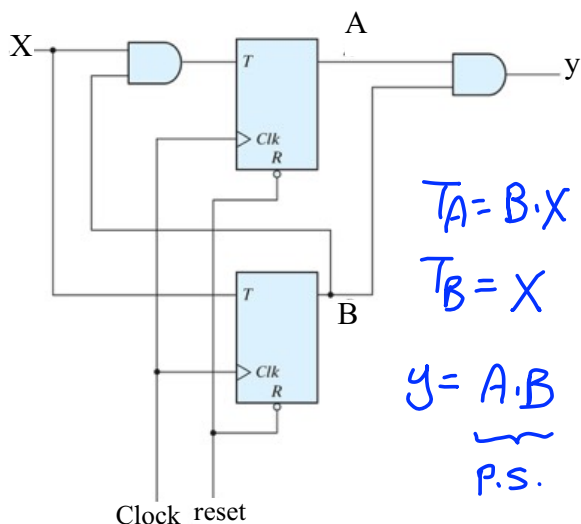 A
X
y
T
Clk
R
T
B
Clk
R
Clock reset
T_A = B·X
T_B = X
y = A·B
P.S.